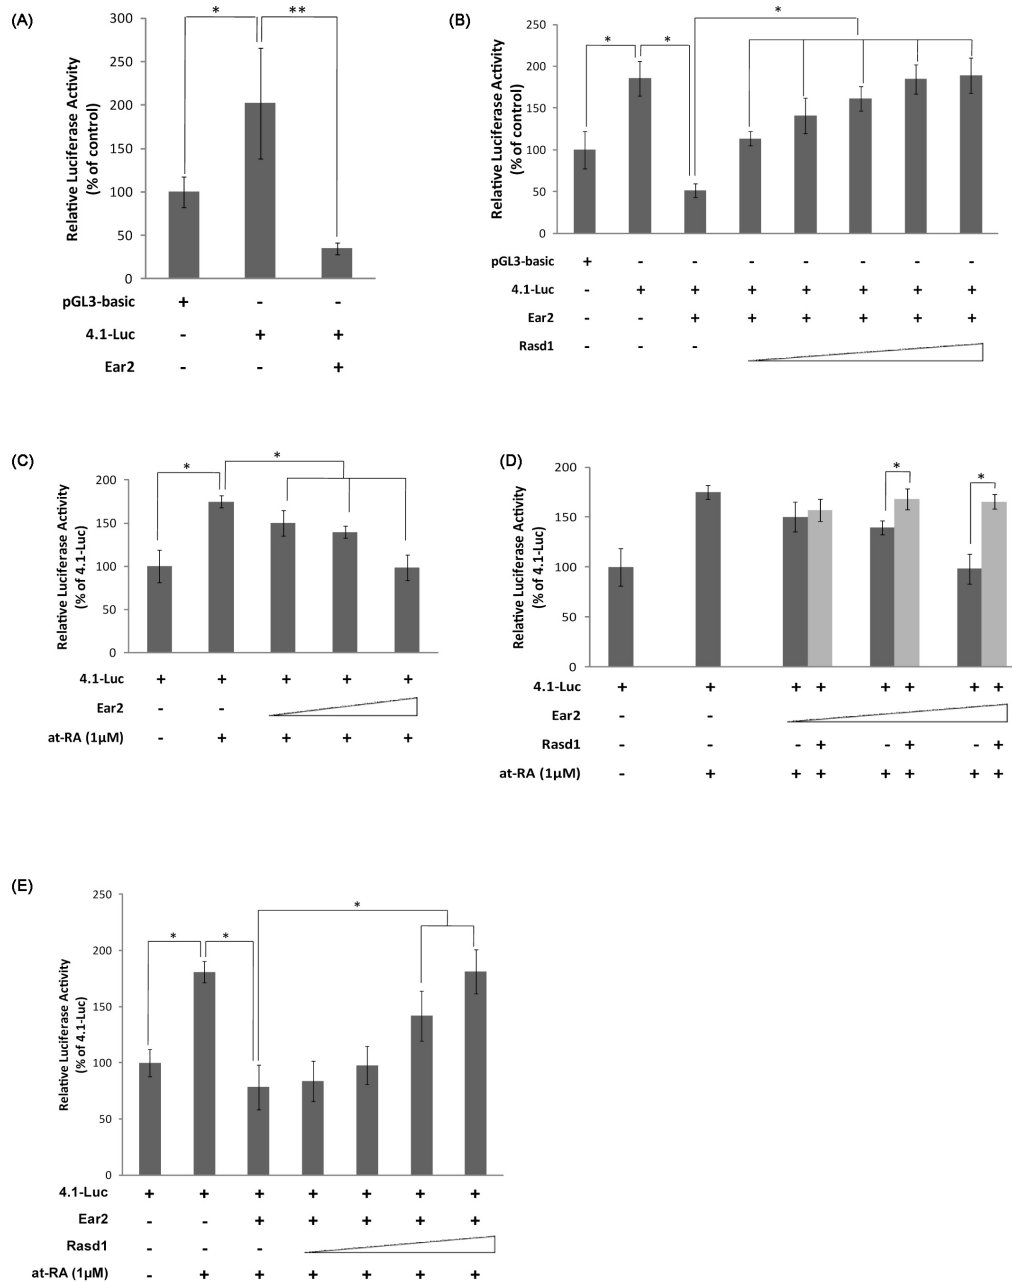 (A)
Relative Luciferase Activity
(% of control)
300
250
200
150
100
50
0
* **
pGL3-basic + - -
4.1-Luc - + +
Ear2 - - +
(B)
Relative Luciferase Activity
(% of control)
250
200
150
100
50
0
*
* *
pGL3-basic + - - - - - - -
4.1-Luc - + + + + + + +
Ear2 - - + + + + + +
Rasd1 - - -
(C)
Relative Luciferase Activity
(% of 4.1-Luc)
200
150
100
50
0
* *
4.1-Luc + + + + +
Ear2 - -
at-RA (1µM) - + + + +
(D)
Relative Luciferase Activity
(% of 4.1-Luc)
200
150
100
50
0
* *
4.1-Luc + + + + + + + +
Ear2 - -
Rasd1 - - - + - + - +
at-RA (1µM) - + + + + + + +
(E)
Relative Luciferase Activity
(% of 4.1-Luc)
250
200
150
100
50
0
*
* *
4.1-Luc + + + + + + +
Ear2 - - + + + + +
Rasd1 - - -
at-RA (1µM) - + + + + + +